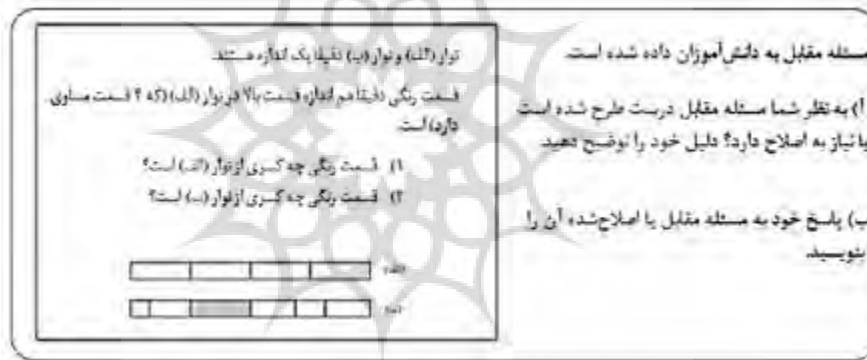 مسئله مقابل به دانش‌آموزان داده شده است.
آ) به نظر شما مسئله مقابل درست طرح شده است
یا نیاز به اصلاح دارد؟ دلیل خود را توضیح دهید.
ب) پاسخ خود به مسئله مقابل یا اصلاح‌شده آن را
بنویسید.
نوار (الف) و نوار (ب) دقیقا یک اندازه هستند.
قسمت رنگی دقیقا هم اندازه قسمت بالا در نوار (الف) (که ۴ قسمت مساوی
دارد) است.
۱) قسمت رنگی چه کسری از نوار (الف) است؟
۲) قسمت رنگی چه کسری از نوار (ب) است؟
(الف)
(ب)